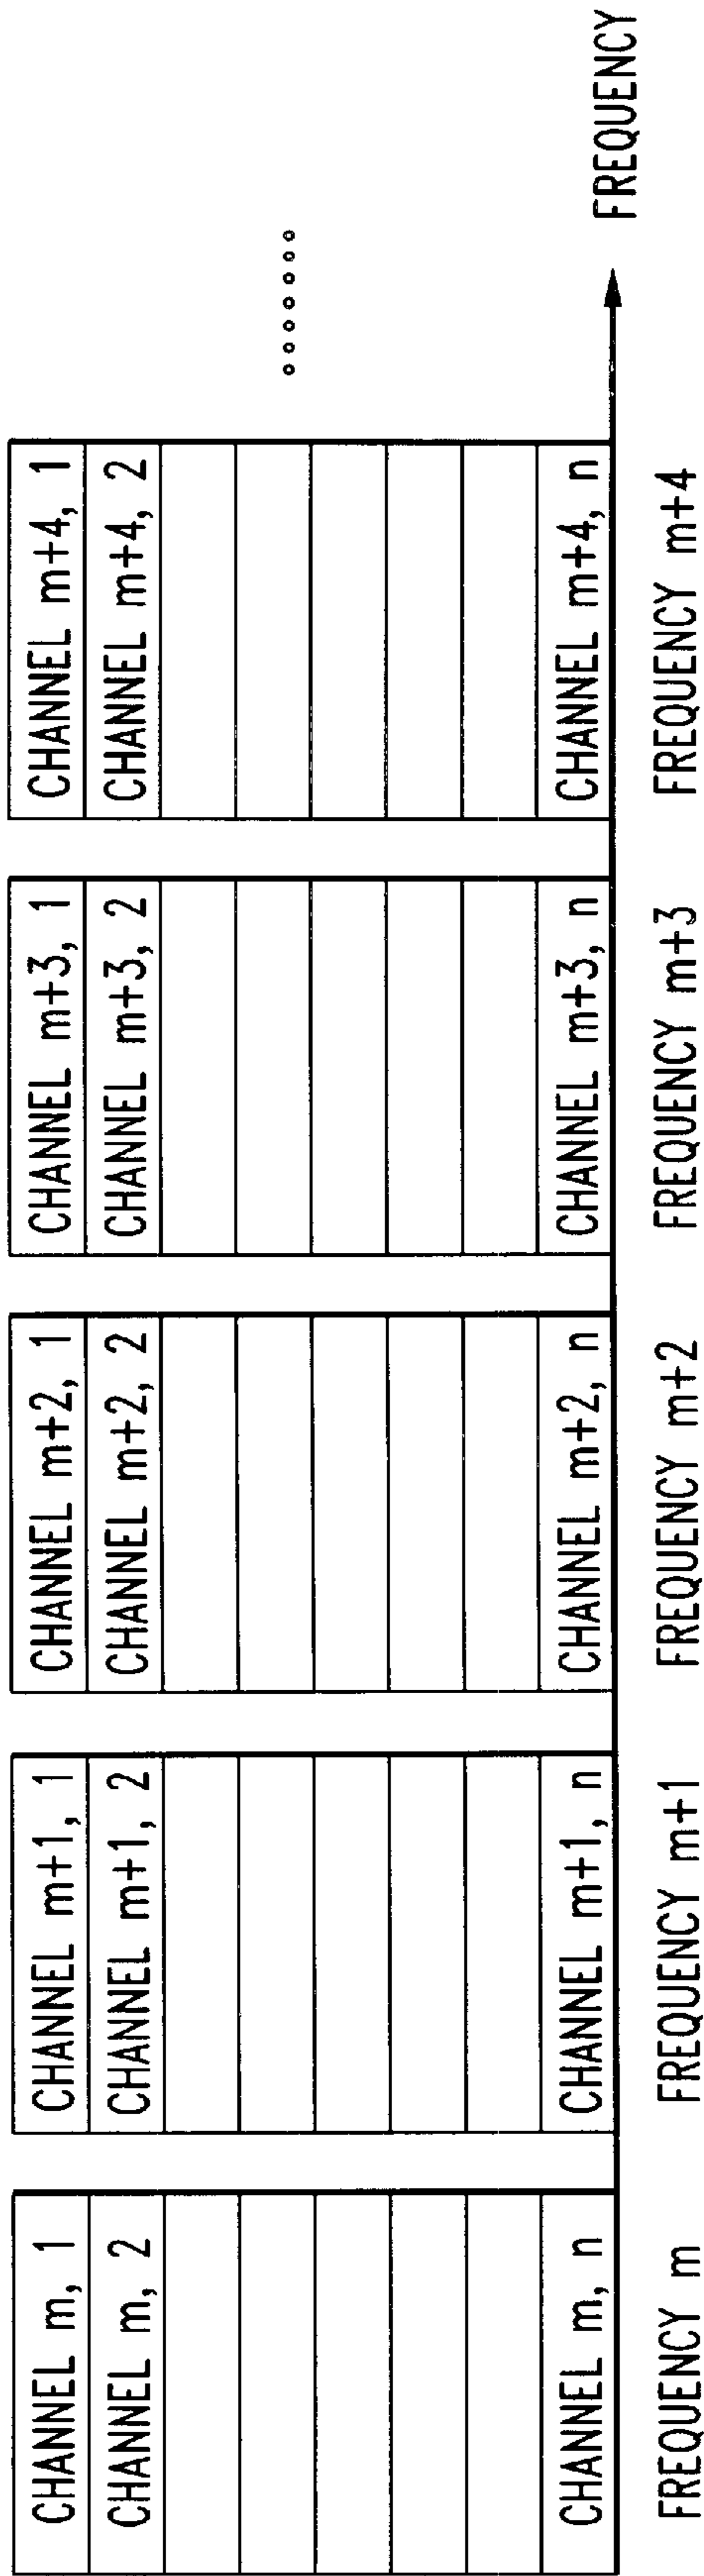 CHANNEL m, 1
CHANNEL m, 2
CHANNEL m, n
FREQUENCY m
CHANNEL m+1, 1
CHANNEL m+1, 2
CHANNEL m+1, n
FREQUENCY m+1
CHANNEL m+2, 1
CHANNEL m+2, 2
CHANNEL m+2, n
FREQUENCY m+2
CHANNEL m+3, 1
CHANNEL m+3, 2
CHANNEL m+3, n
FREQUENCY m+3
CHANNEL m+4, 1
CHANNEL m+4, 2
CHANNEL m+4, n
FREQUENCY m+4
FREQUENCY